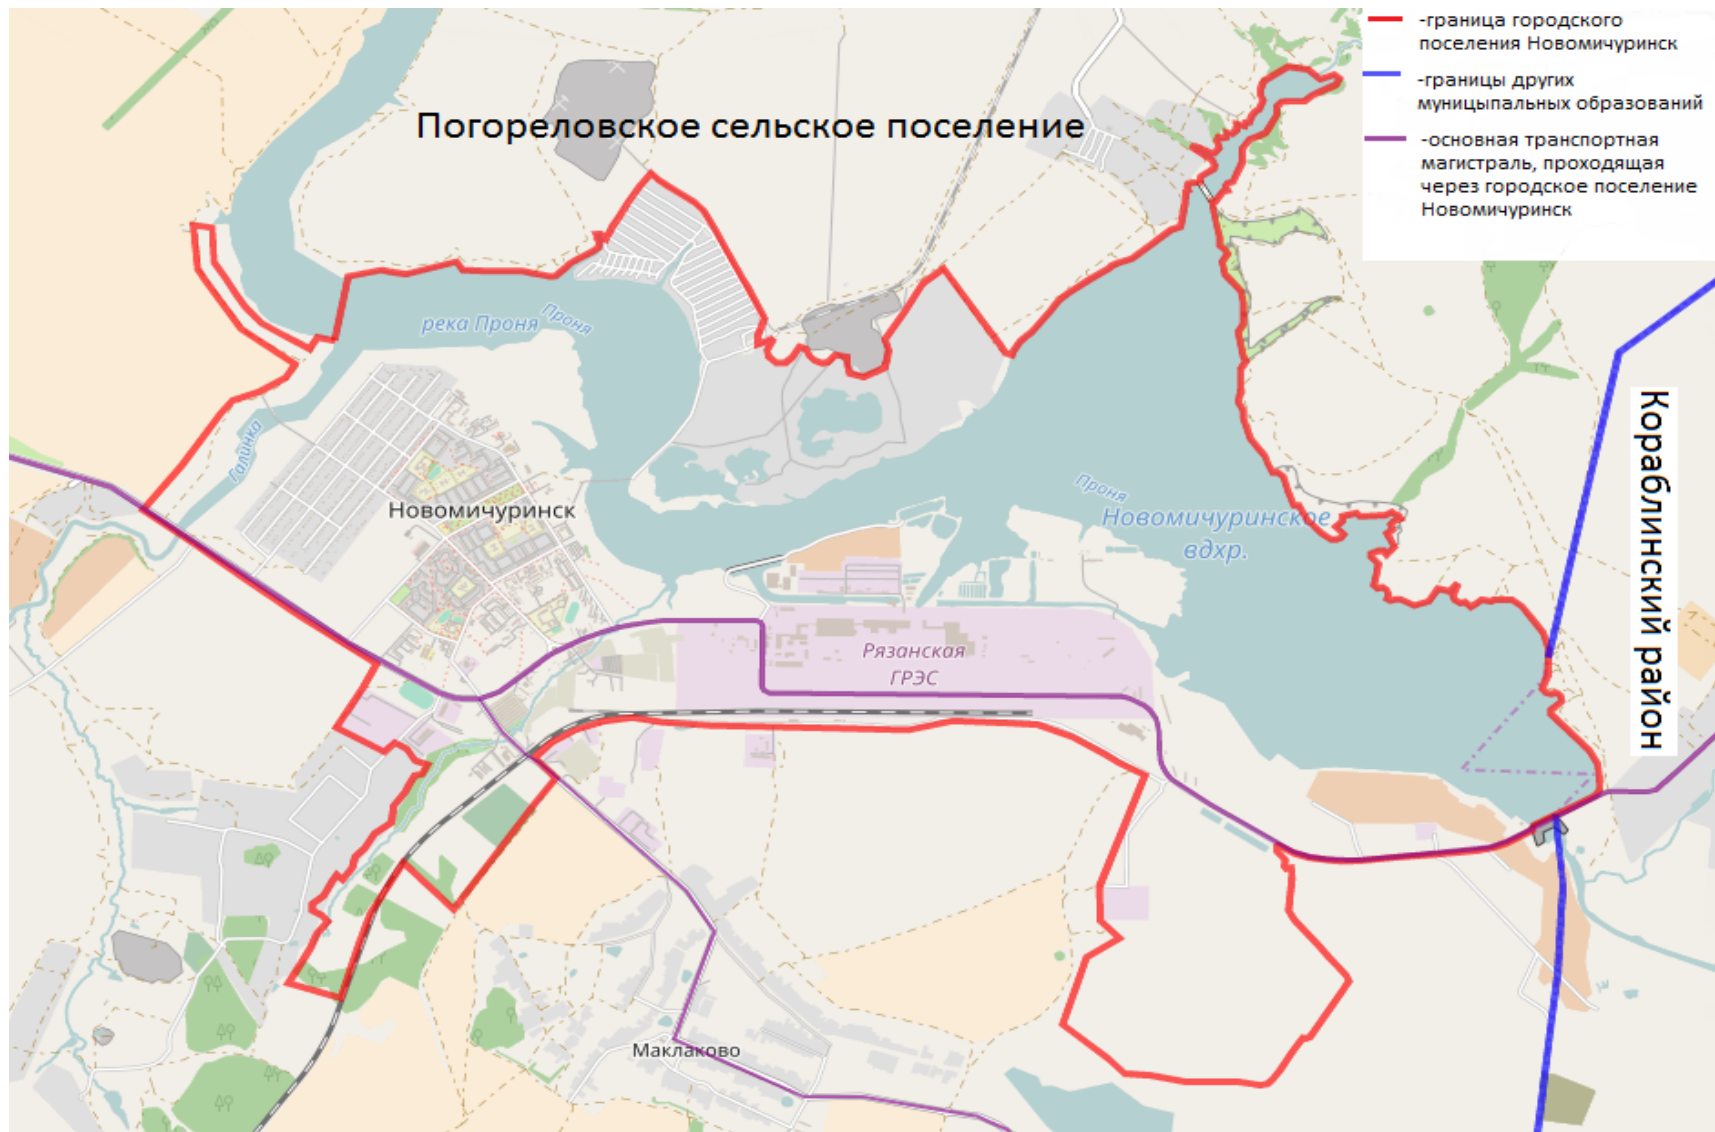 -граница городского
поселения Новомичуринск
-границы других
муницыпальных образований
-основная транспортная
магистраль, проходящая
через городское поселение
Новомичуринск
Погореловское сельское поселение
река Проня
Проня
Галинка
Новомичуринск
Проня
Новомичуринское
вдхр.
Кораблинский район
Рязанская
ГРЭС
Маклаково